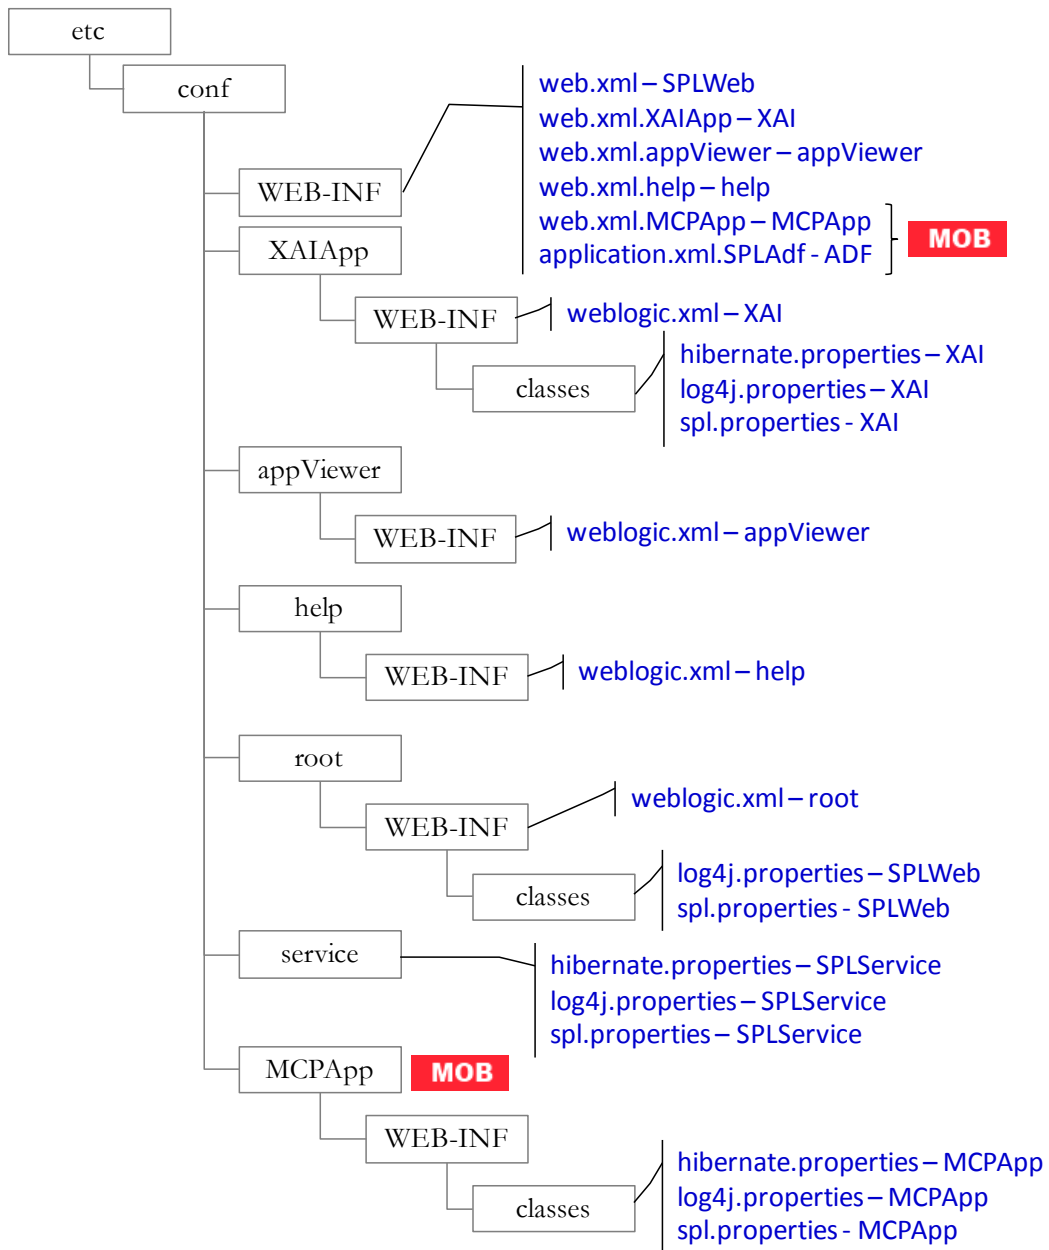 etc
conf
WEB-INF
web.xml – SPLWeb
web.xml.XAIApp – XAI
web.xml.appViewer – appViewer
web.xml.help – help
web.xml.MCPApp – MCPApp
application.xml.SPLAdf - ADF
MOB
XAIApp
WEB-INF
weblogic.xml – XAI
classes
hibernate.properties – XAI
log4j.properties – XAI
spl.properties - XAI
appViewer
WEB-INF
weblogic.xml – appViewer
help
WEB-INF
weblogic.xml – help
root
WEB-INF
weblogic.xml – root
classes
log4j.properties – SPLWeb
spl.properties - SPLWeb
service
hibernate.properties – SPLService
log4j.properties – SPLService
spl.properties – SPLService
MCPApp
MOB
WEB-INF
classes
hibernate.properties – MCPApp
log4j.properties – MCPApp
spl.properties - MCPApp